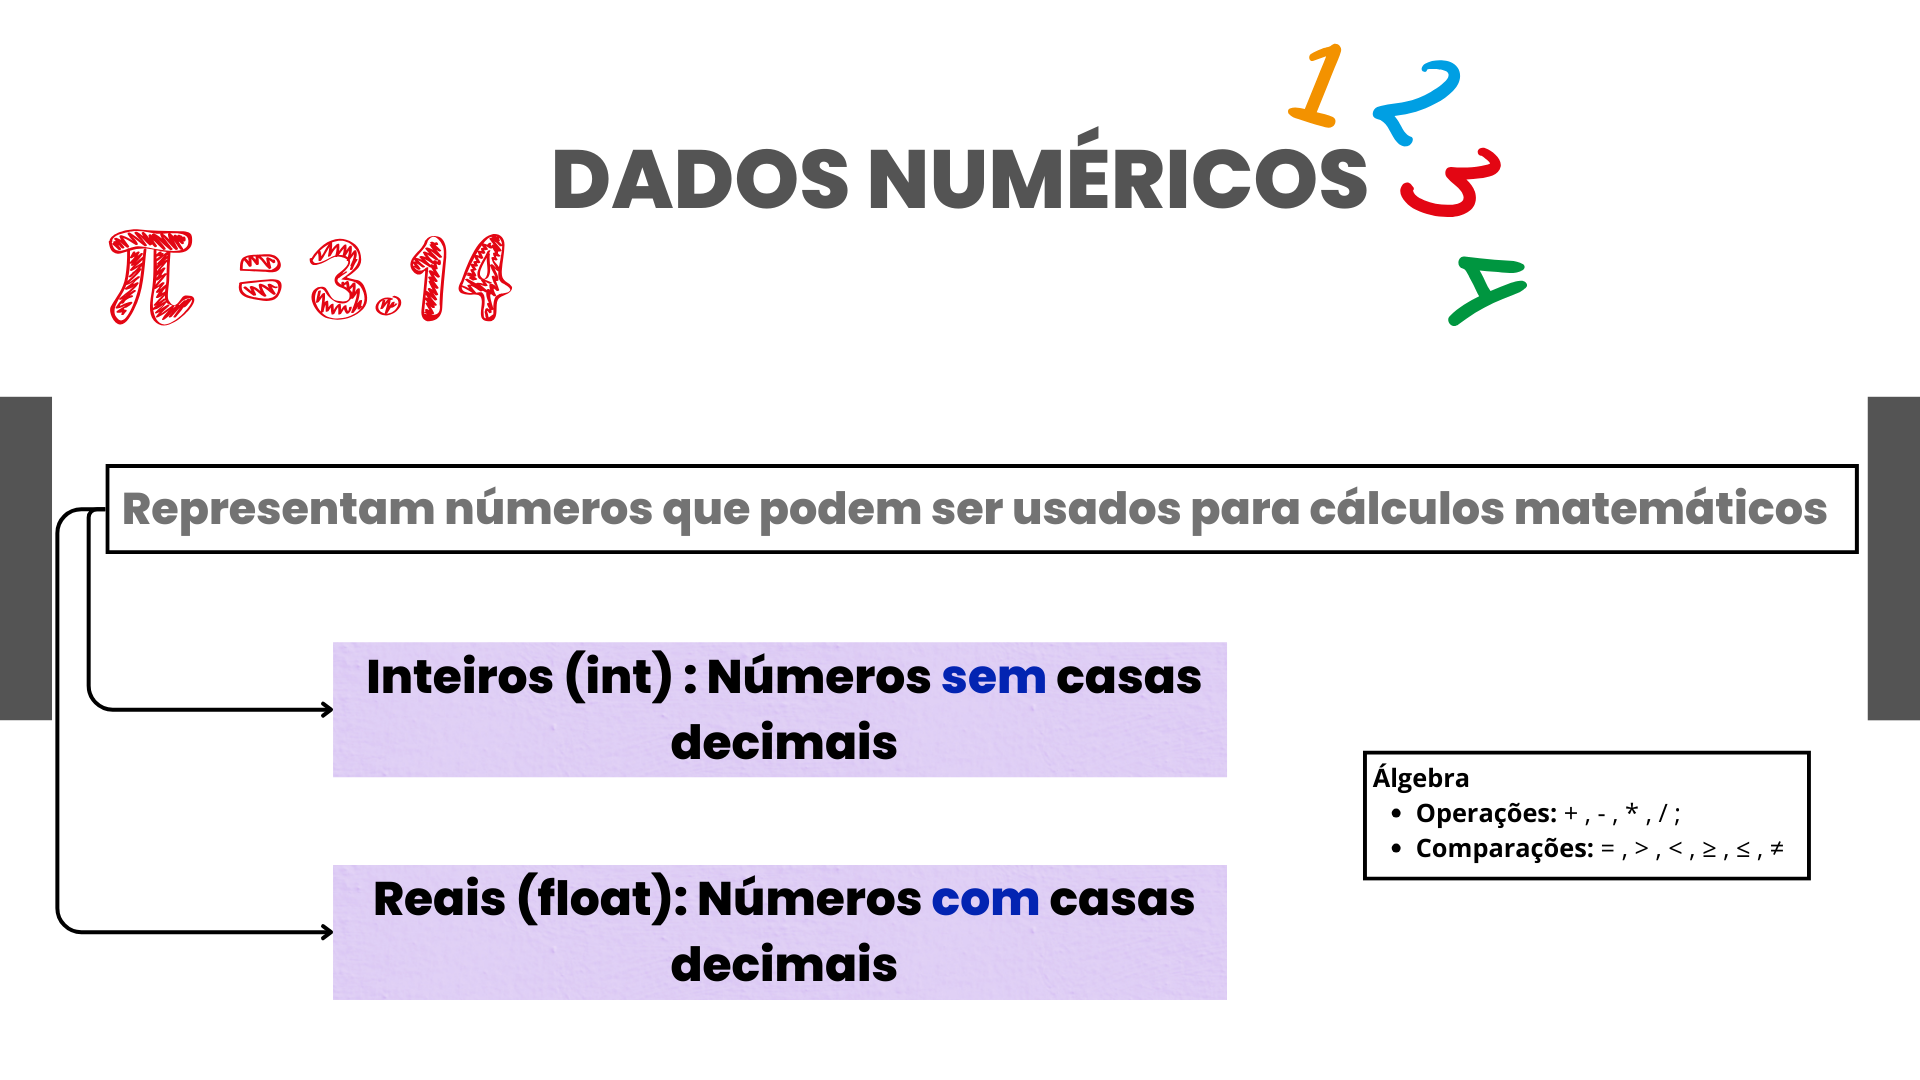 1 2 3 4
DADOS NUMÉRICOS
π = 3.14
Representam números que podem ser usados para cálculos matemáticos
Inteiros (int) : Números sem casas
decimais
Reais (float): Números com casas
decimais
Álgebra
• Operações: + , - , * , / ;
• Comparações: = , > , < , ≥ , ≤ , ≠